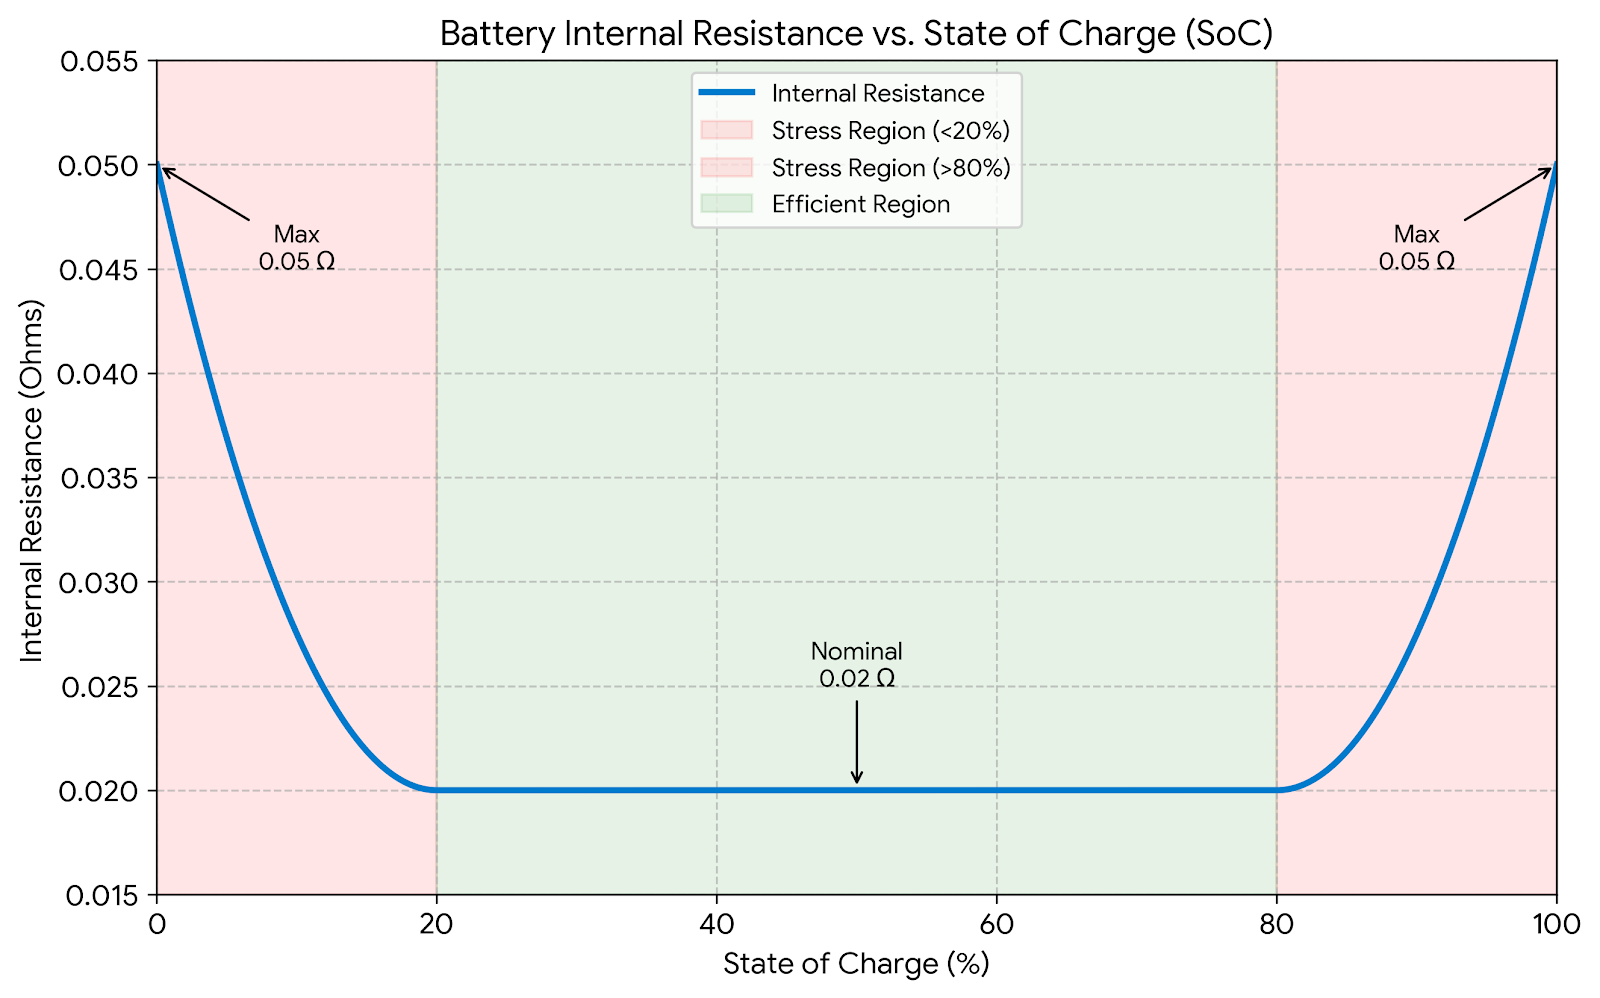 Battery Internal Resistance vs. State of Charge (SoC)
0.055
0.050
0.045
0.040
0.035
0.030
0.025
0.020
0.015
Internal Resistance (Ohms)
Internal Resistance
Stress Region (<20%)
Stress Region (>80%)
Efficient Region
Max
0.05 Ω
Max
0.05 Ω
Nominal
0.02 Ω
0
20
40
60
80
100
State of Charge (%)